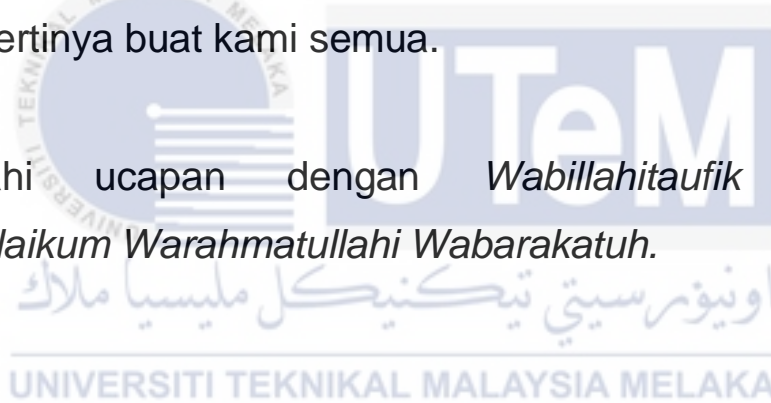 ertinya buat kami semua.
UTeM
hi ucapan dengan Wabillahitaufik
laikum Warahmatullahi Wabarakatuh.
اونيۏرسيتي تيكنيكل مليسيا ملاك
UNIVERSITI TEKNIKAL MALAYSIA MELAKA